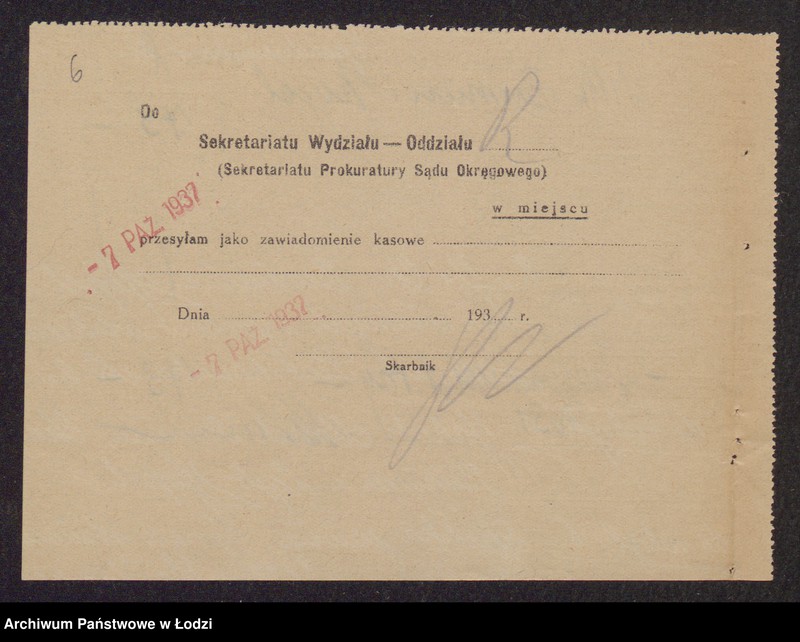 6
Do
Sekretariatu Wydziału — Oddziału R
(Sekretariatu Prokuratury Sądu Okręgowego)
w miejscu
- 7 PAŹ. 1937
przesyłam jako zawiadomienie kasowe
Dnia 193 r.
- 7 PAŹ. 1937
Skarbnik
Archiwum Państwowe w Łodzi